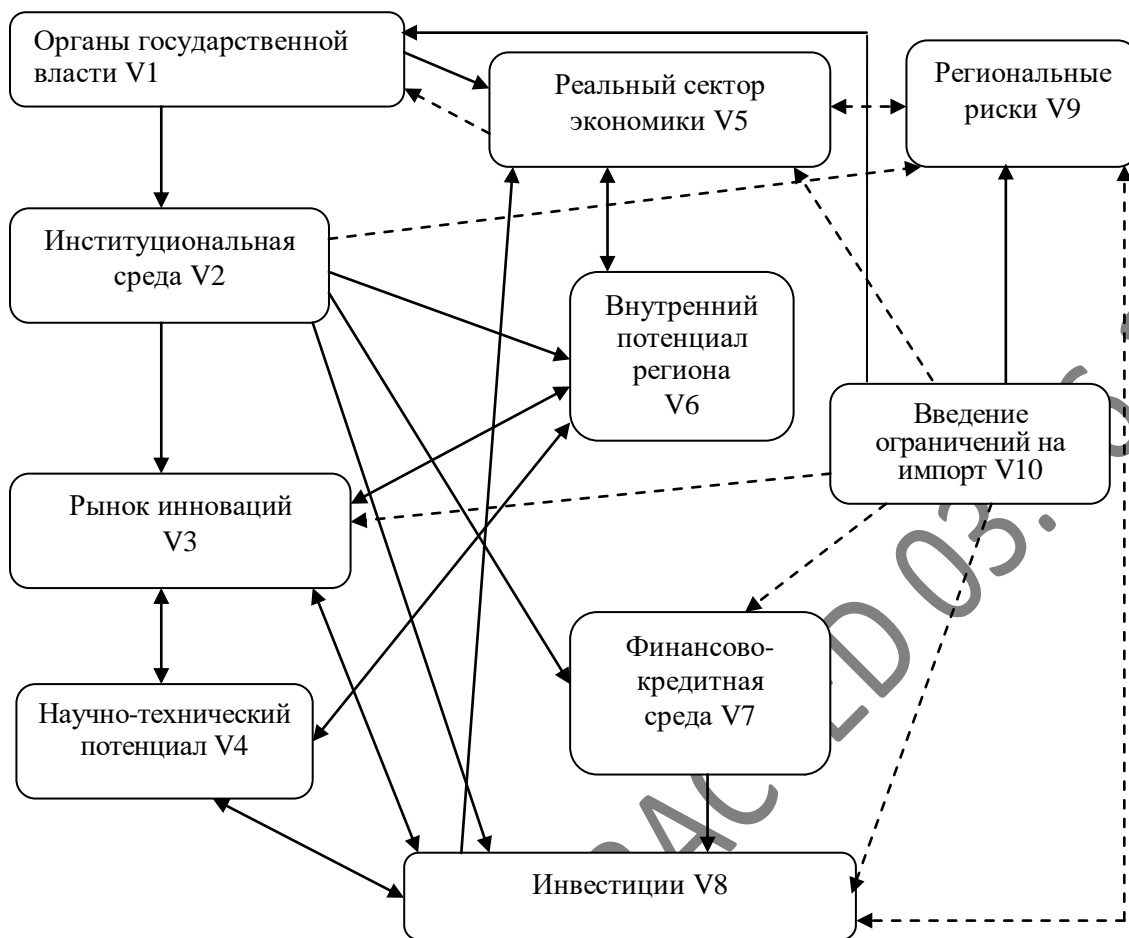 Органы государственной
власти V1
Реальный сектор
экономики V5
Региональные
риски V9
Институциональная
среда V2
Внутренний
потенциал
региона
V6
Введение
ограничений на
импорт V10
Рынок инноваций
V3
Финансово-
кредитная
среда V7
Научно-технический
потенциал V4
Инвестиции V8